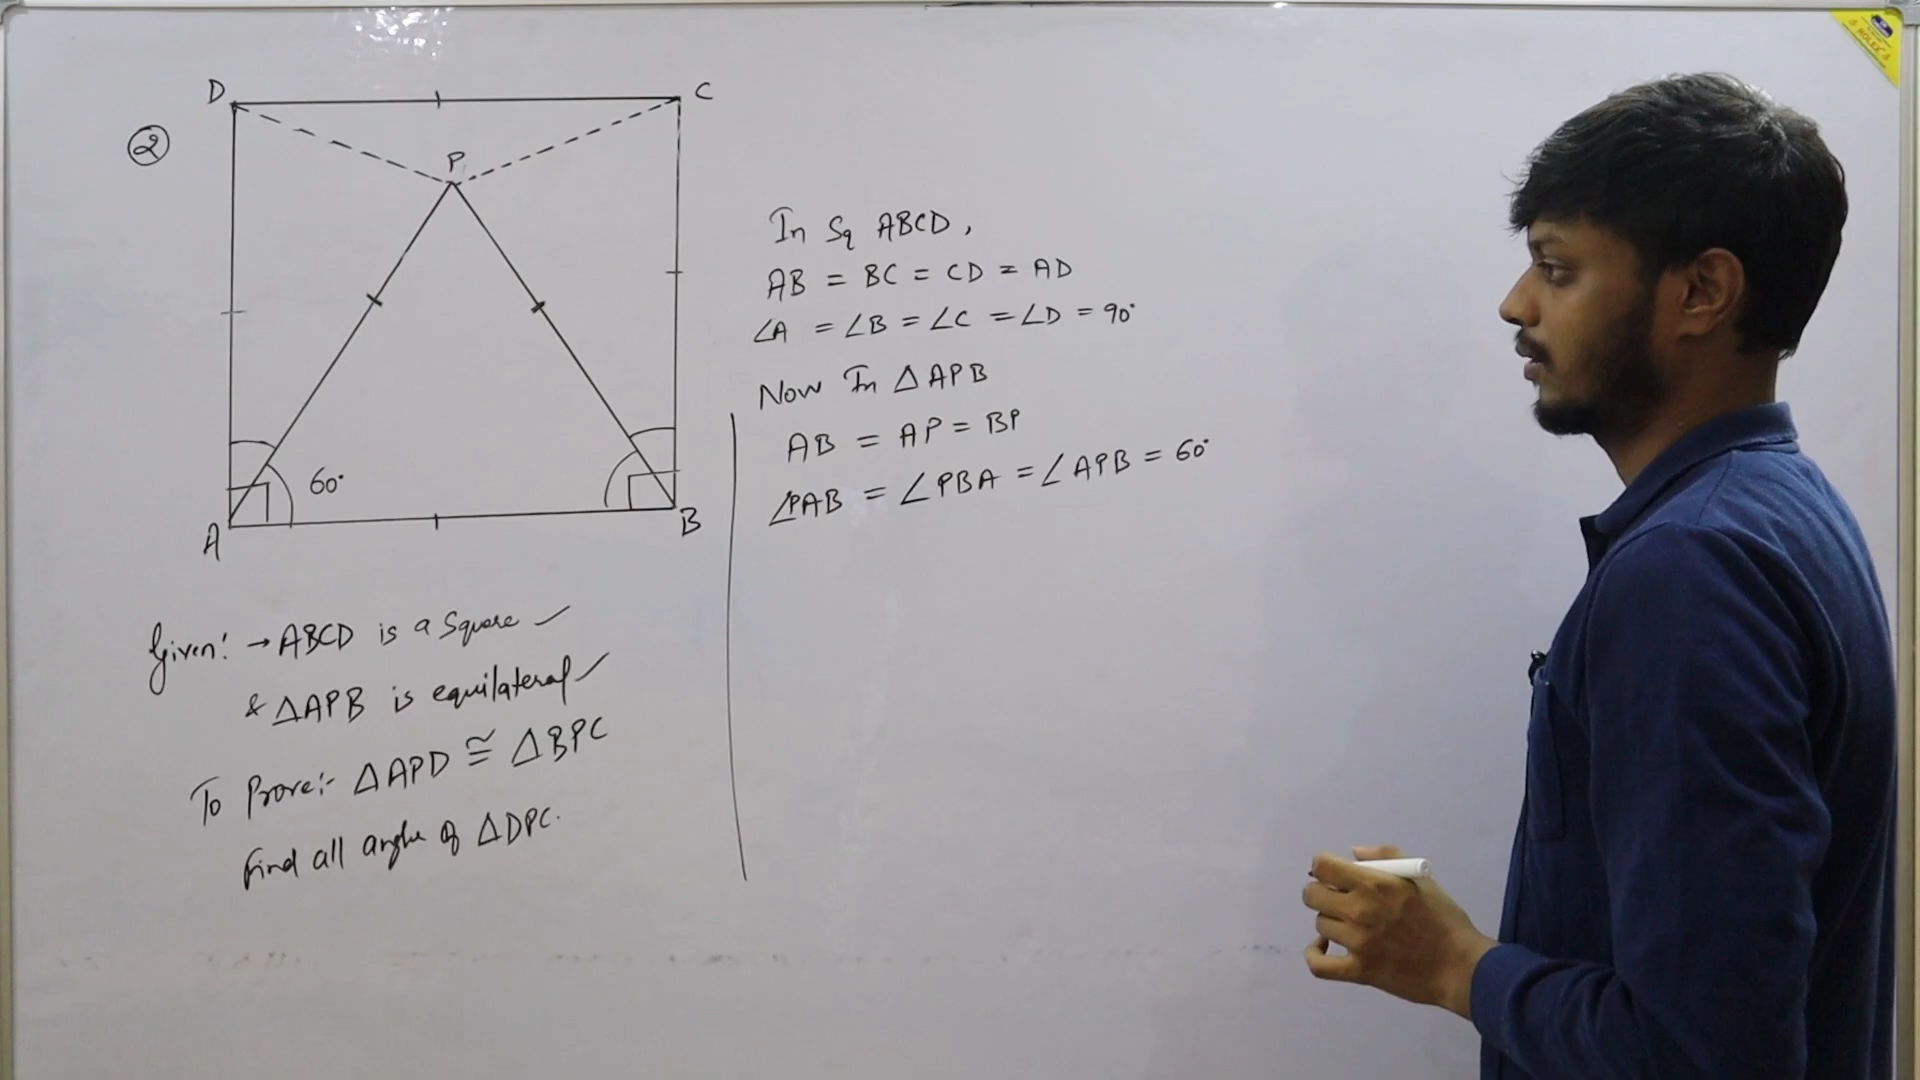 ②
D
C
P
60°
A
B
Given: → ABCD is a square ✓
& △APB is equilateral ✓
To Prove:- △APD ≅ △BPC
Find all angle of △DPC.
In Sq ABCD,
AB = BC = CD = AD
∠A = ∠B = ∠C = ∠D = 90°
Now In △APB
AB = AP = BP
∠PAB = ∠PBA = ∠APB = 60°
ROLEX